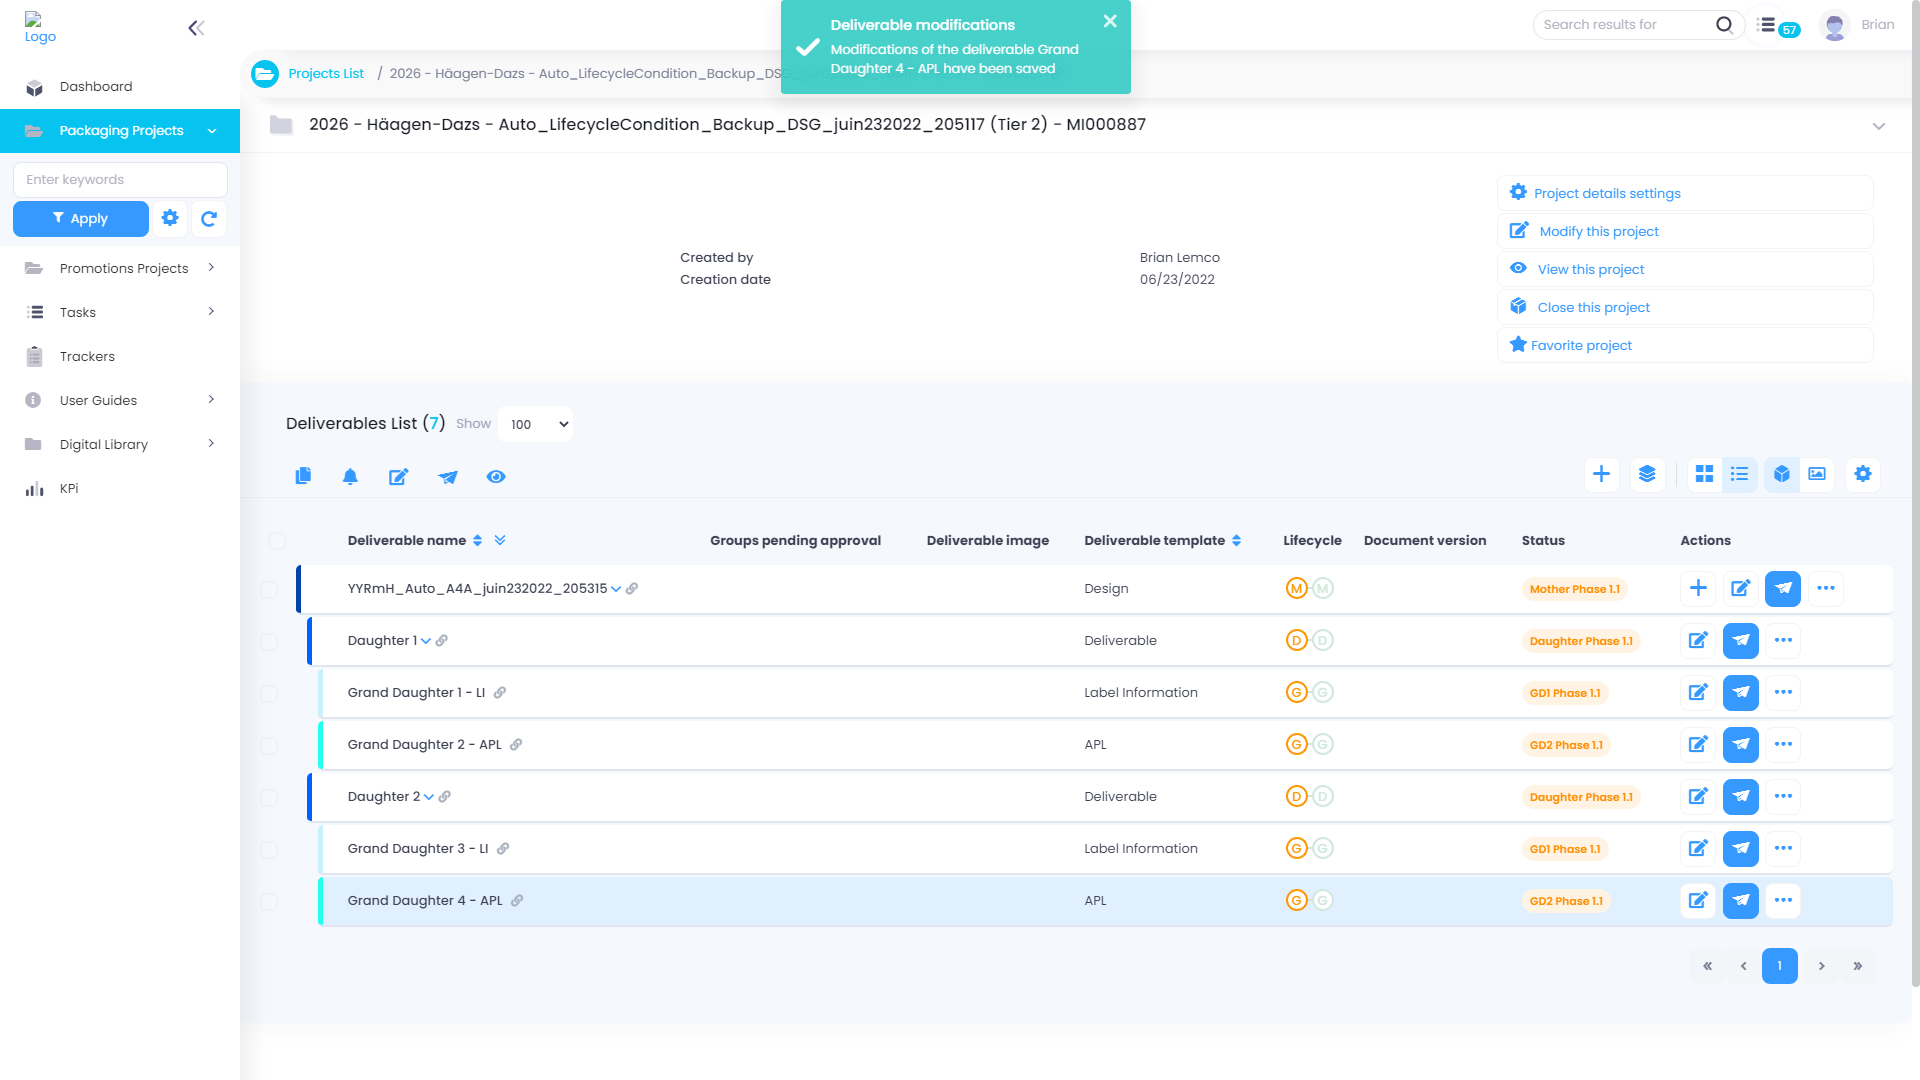 Logo
Deliverable modifications
Modifications of the deliverable Grand
Daughter 4 - APL have been saved
Search results for
57
Brian
Projects List / 2026 - Häagen-Dazs - Auto_LifecycleCondition_Backup_DS
Dashboard
Packaging Projects
Enter keywords
Apply
Promotions Projects
Tasks
Trackers
User Guides
Digital Library
KPi
2026 - Häagen-Dazs - Auto_LifecycleCondition_Backup_DSG_juin232022_205117 (Tier 2) - MI000887
Created by Brian Lemco
Creation date 06/23/2022
Project details settings
Modify this project
View this project
Close this project
Favorite project
Deliverables List (7) Show 100
Deliverable name Groups pending approval Deliverable image Deliverable template Lifecycle Document version Status Actions
YYRmH_Auto_A4A_juin232022_205315 Design M M Mother Phase 1.1
Daughter 1 Deliverable D D Daughter Phase 1.1
Grand Daughter 1 - LI Label Information G G GD1 Phase 1.1
Grand Daughter 2 - APL APL G G GD2 Phase 1.1
Daughter 2 Deliverable D D Daughter Phase 1.1
Grand Daughter 3 - LI Label Information G G GD1 Phase 1.1
Grand Daughter 4 - APL APL G G GD2 Phase 1.1
« ‹ 1 › »